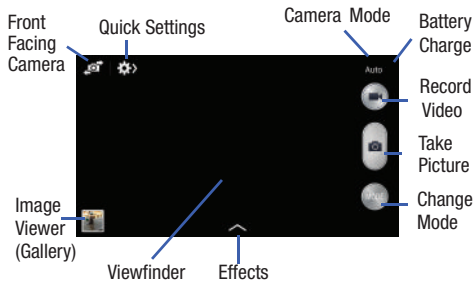 Front
Facing
Camera
Quick Settings
Camera Mode
Battery
Charge
Auto
Record
Video
Take
Picture
MODE
Change
Mode
Image
Viewer
(Gallery)
Viewfinder
Effects